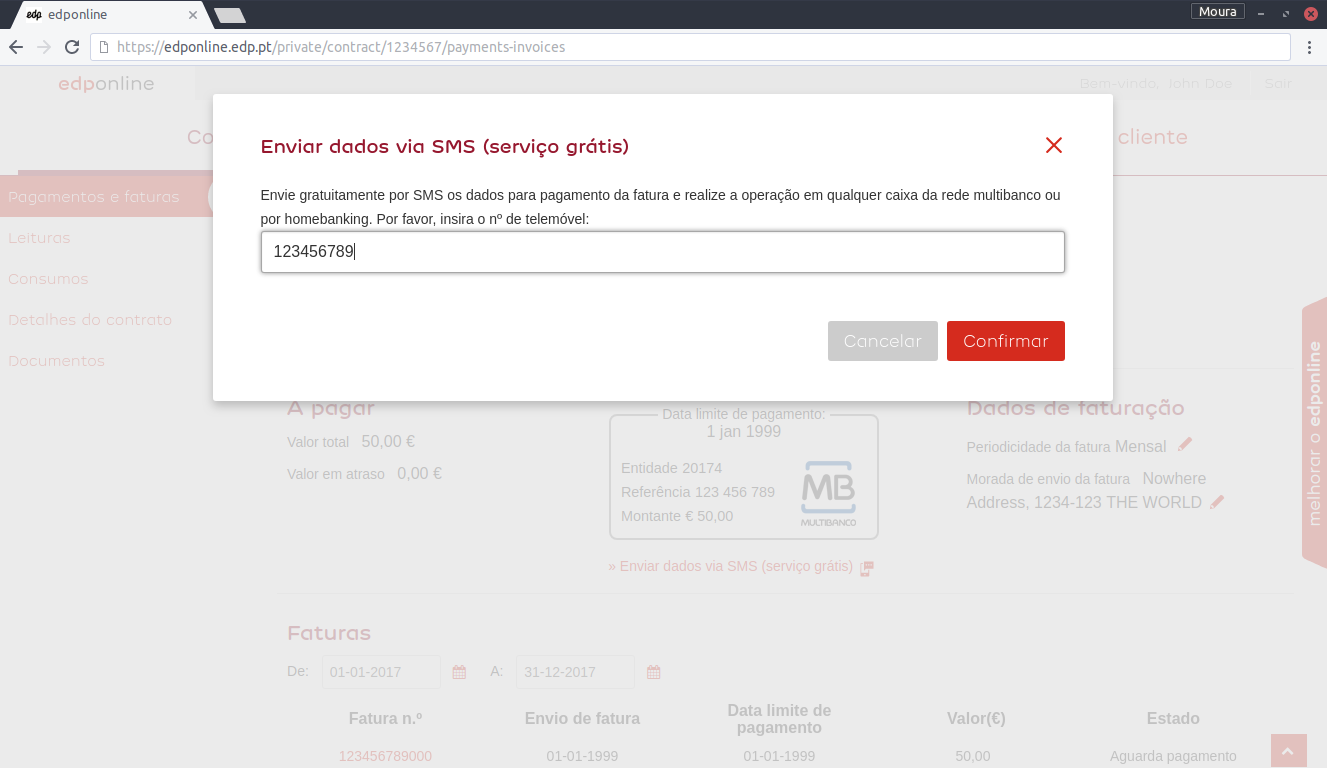 edp edponline
Moura
https://edponline.edp.pt/private/contract/1234567/payments-invoices
edponline
Bem-vindo, John Doe
Sair
Co
cliente
Enviar dados via SMS (serviço grátis)
Envie gratuitamente por SMS os dados para pagamento da fatura e realize a operação em qualquer caixa da rede multibanco ou
por homebanking. Por favor, insira o nº de telemóvel:
123456789
Cancelar
Confirmar
Pagamentos e faturas
Leituras
Consumos
Detalhes do contrato
Documentos
melhorar o edponline
A pagar
Valor total 50,00 €
Valor em atraso 0,00 €
Data limite de pagamento:
1 jan 1999
Entidade 20174
Referência 123 456 789
Montante € 50,00
MB
MULTIBANCO
» Enviar dados via SMS (serviço grátis)
Dados de faturação
Periodicidade da fatura Mensal
Morada de envio da fatura Nowhere
Address, 1234-123 THE WORLD
Faturas
De: 01-01-2017 A: 31-12-2017
Fatura n.º Envio de fatura Data limite de pagamento Valor(€) Estado
123456789000 01-01-1999 01-01-1999 50,00 Aguarda pagamento